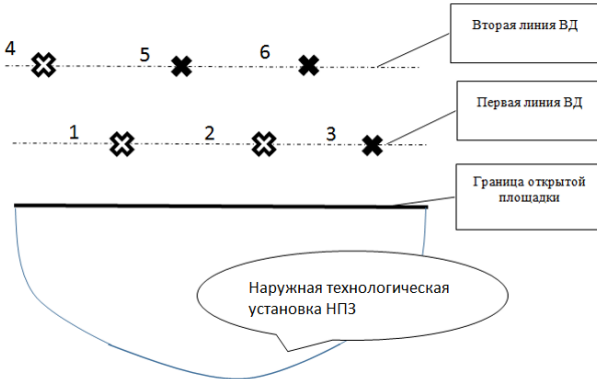 4
5
6
Вторая линия ВД
1
2
3
Первая линия ВД
Граница открытой
площадки
Наружная технологическая
установка НПЗ